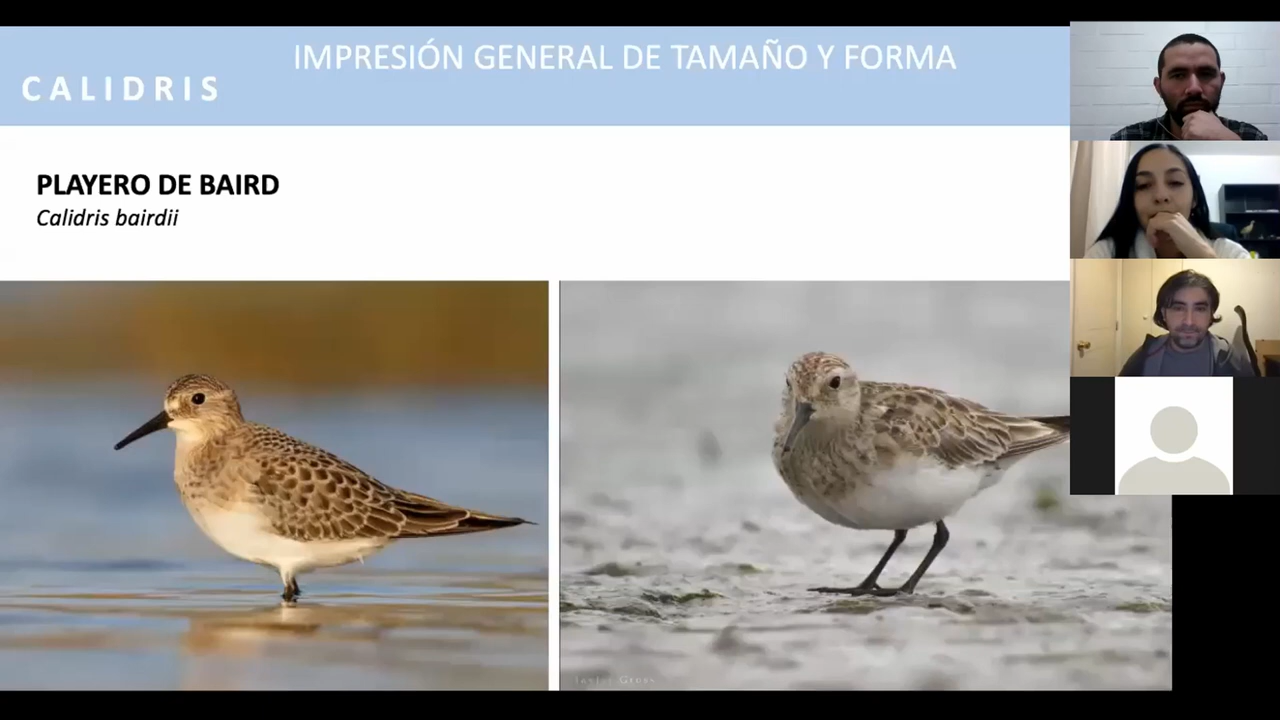 IMPRESIÓN GENERAL DE TAMAÑO Y FORMA
CALIDRIS
PLAYERO DE BAIRD
Calidris bairdii